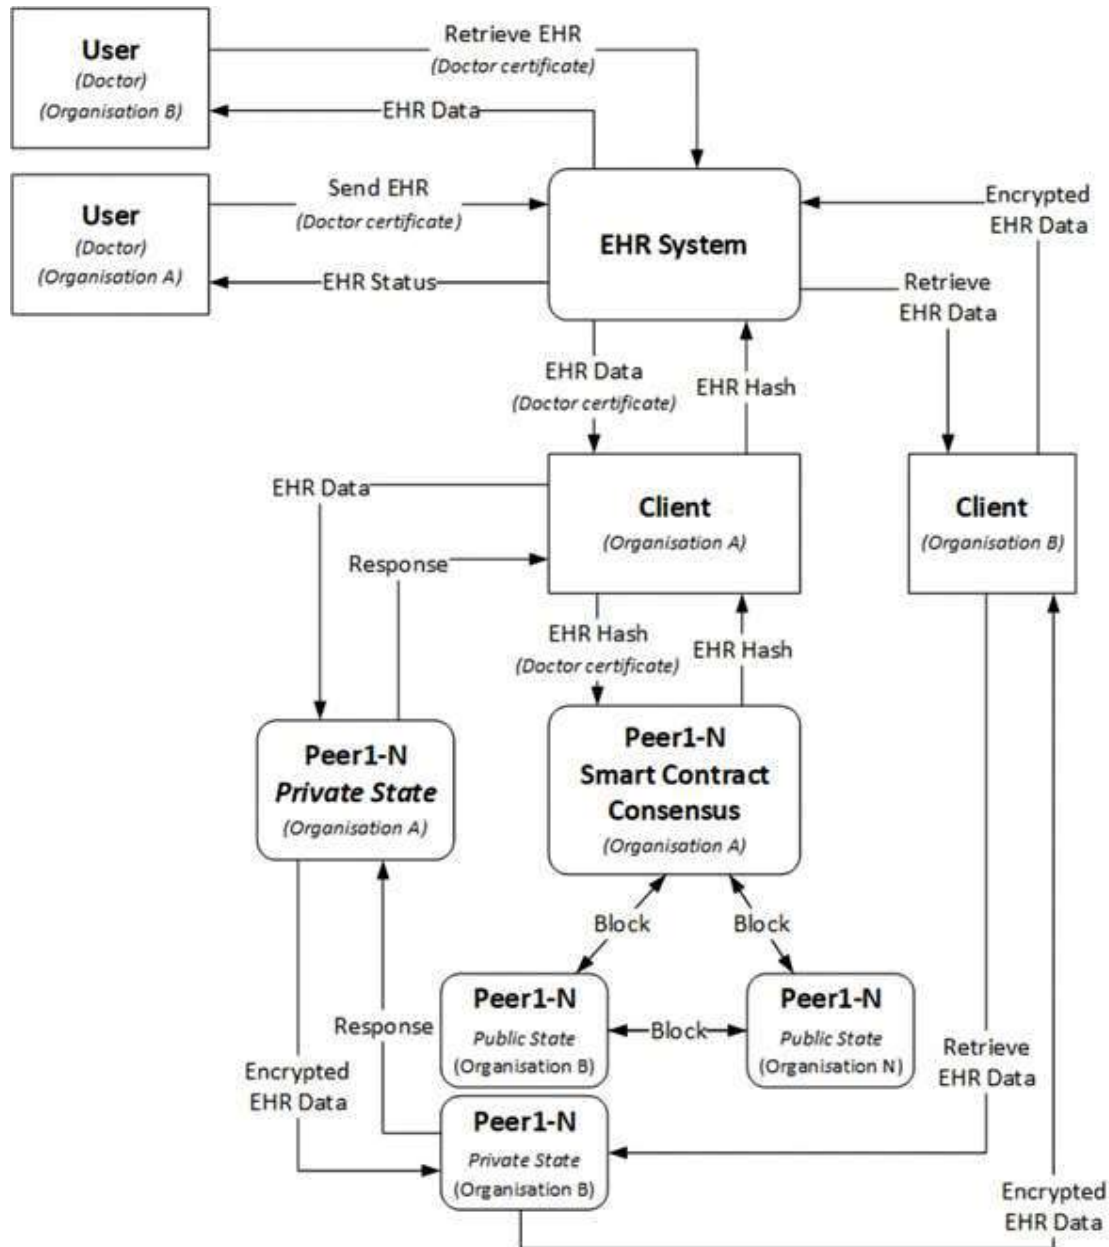 User
(Doctor)
(Organisation B)
Retrieve EHR
(Doctor certificate)
EHR Data
User
(Doctor)
(Organisation A)
Send EHR
(Doctor certificate)
EHR Status
EHR System
Encrypted
EHR Data
Retrieve
EHR Data
EHR Data
(Doctor certificate)
EHR Hash
EHR Data
Response
Client
(Organisation A)
Client
(Organisation B)
EHR Hash
(Doctor certificate)
EHR Hash
Peer1-N
Private State
(Organisation A)
Peer1-N
Smart Contract
Consensus
(Organisation A)
Block
Block
Peer1-N
Public State
(Organisation B)
Block
Peer1-N
Public State
(Organisation N)
Response
Encrypted
EHR Data
Retrieve
EHR Data
Peer1-N
Private State
(Organisation B)
Encrypted
EHR Data